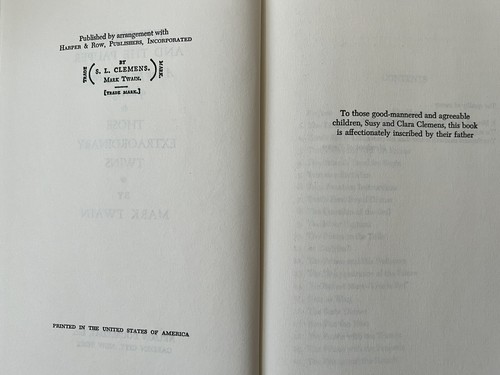 Published by arrangement with
HARPER & ROW, PUBLISHERS, INCORPORATED
TRADE
BY
S. L. CLEMENS.
MARK TWAIN.
MARK.
[TRADE MARK.]
PRINTED IN THE UNITED STATES OF AMERICA
To those good-mannered and agreeable
children, Susy and Clara Clemens, this book
is affectionately inscribed by their father